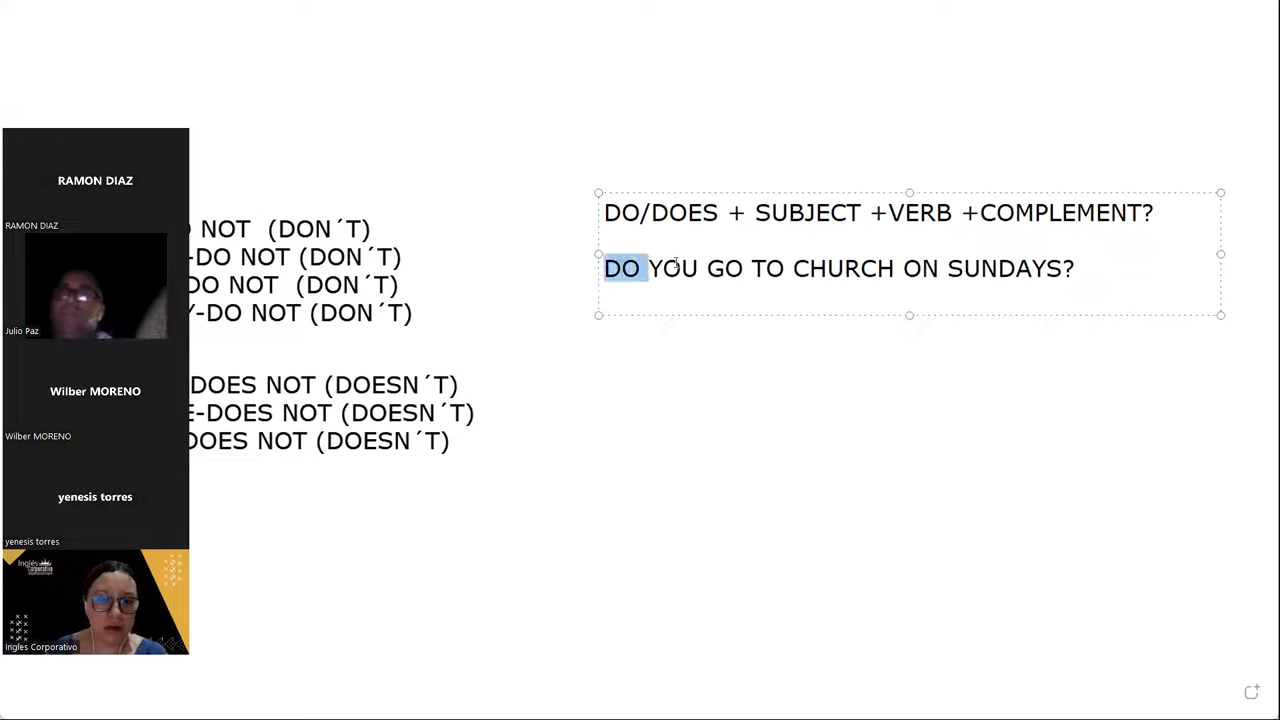 RAMON DIAZ
RAMON DIAZ
Julio Paz
Wilber MORENO
Wilber MORENO
yenesis torres
yenesis torres
Inglés
Corporativo
Ingles Corporativo
NOT (DON´T)
-DO NOT (DON´T)
DO NOT (DON´T)
-DO NOT (DON´T)
DOES NOT (DOESN´T)
-DOES NOT (DOESN´T)
DOES NOT (DOESN´T)
DO/DOES + SUBJECT +VERB +COMPLEMENT?
DO YOU GO TO CHURCH ON SUNDAYS?